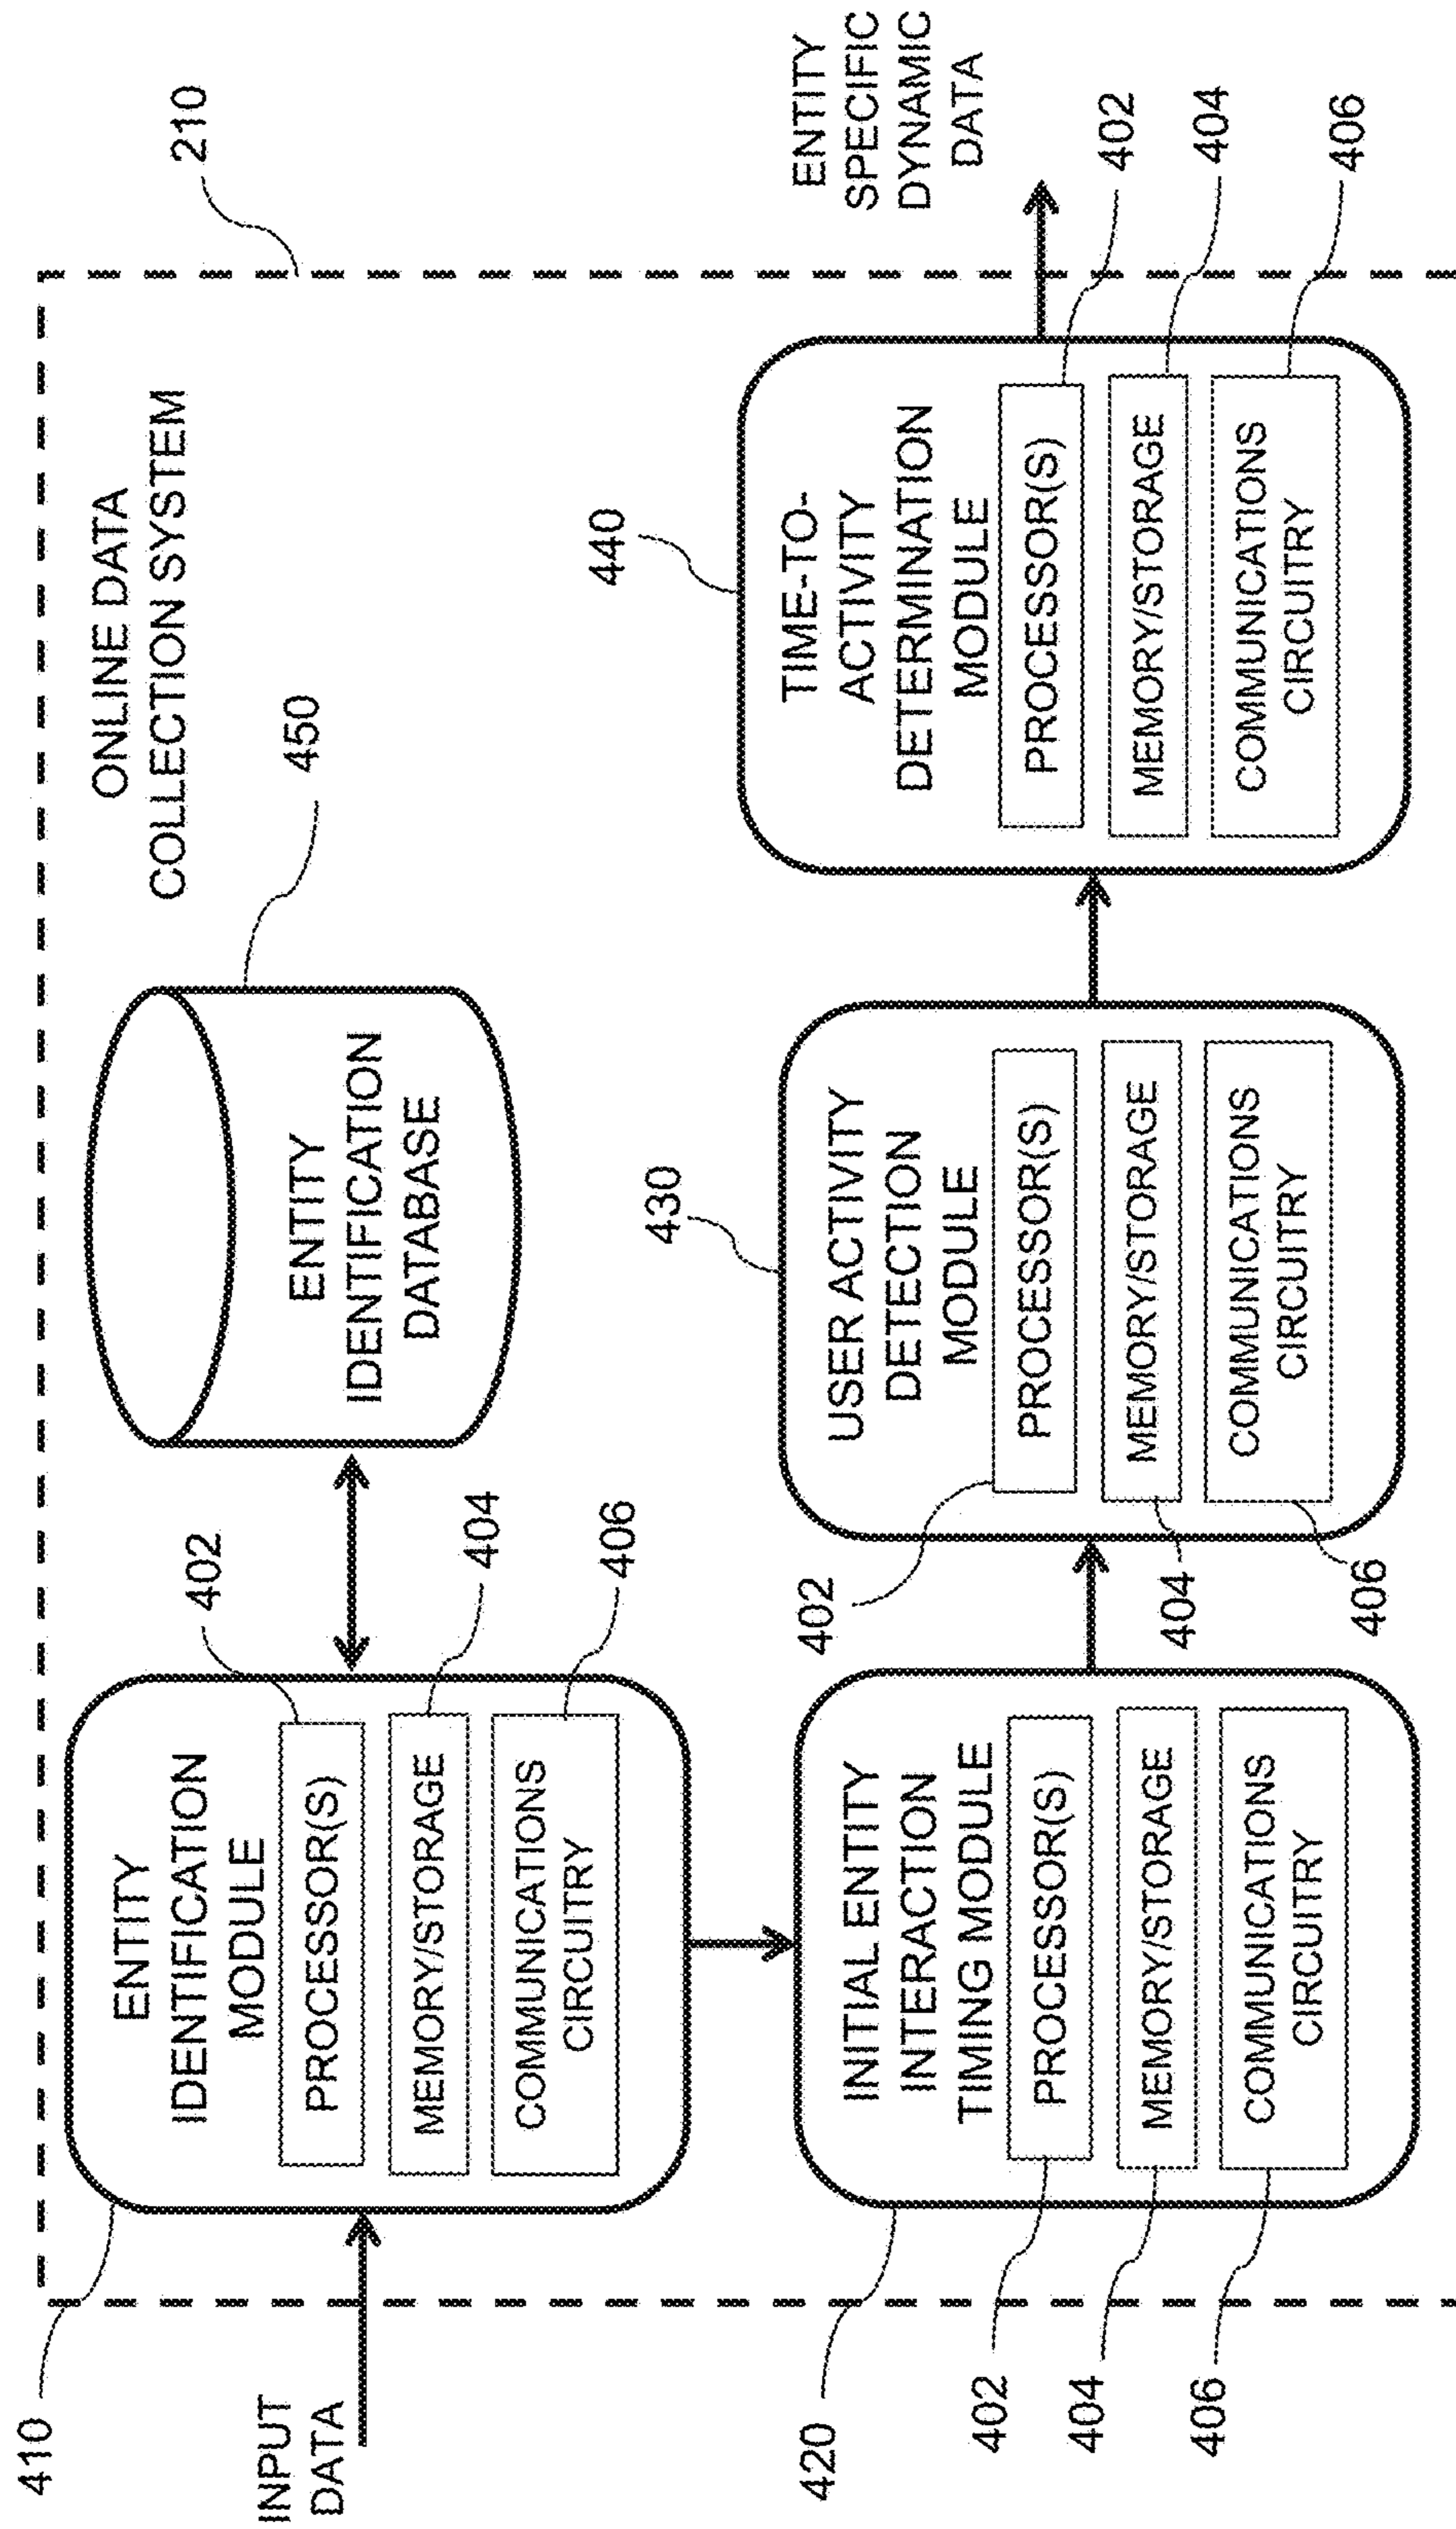 210
ONLINE DATA
COLLECTION SYSTEM
410
INPUT
DATA
ENTITY
IDENTIFICATION
MODULE
PROCESSOR(S)
MEMORY/STORAGE
COMMUNICATIONS
CIRCUITRY
402
404
406
ENTITY
IDENTIFICATION
DATABASE
450
420
INITIAL ENTITY
INTERACTION
TIMING MODULE
PROCESSOR(S)
MEMORY/STORAGE
COMMUNICATIONS
CIRCUITRY
402
404
406
430
USER ACTIVITY
DETECTION
MODULE
PROCESSOR(S)
MEMORY/STORAGE
COMMUNICATIONS
CIRCUITRY
402
404
406
440
TIME-TO-
ACTIVITY
DETERMINATION
MODULE
PROCESSOR(S)
MEMORY/STORAGE
COMMUNICATIONS
CIRCUITRY
ENTITY
SPECIFIC
DYNAMIC
DATA
402
404
406